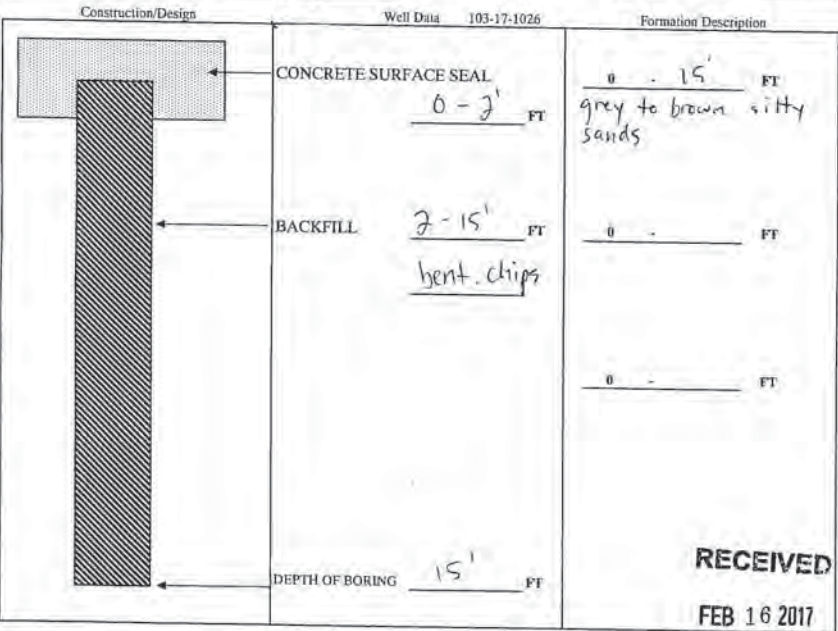 Construction/Design
Well Data 103-17-1026
Formation Description
CONCRETE SURFACE SEAL
0 - 2' FT
0 - 15' FT
grey to brown silty
sands
BACKFILL 2 - 15' FT
bent. chips
0 - FT
0 - FT
DEPTH OF BORING 15' FT
RECEIVED
FEB 16 2017